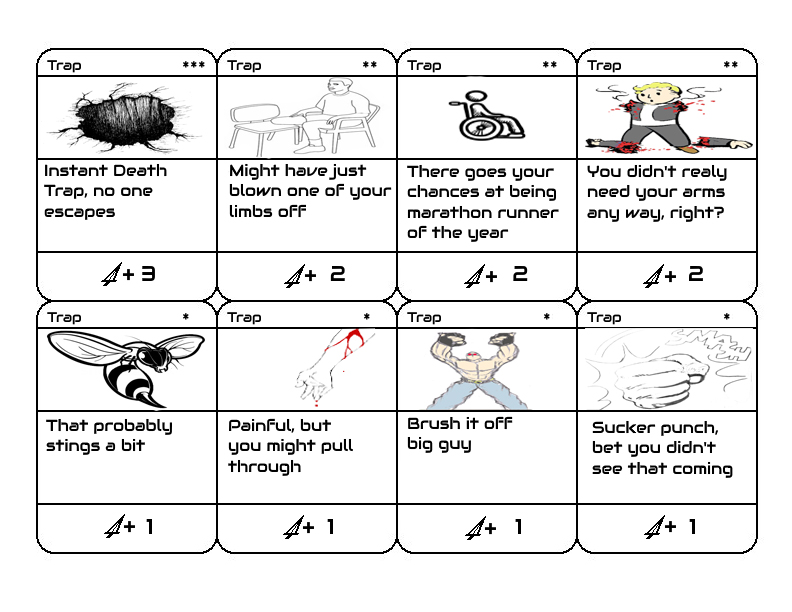 Trap ***
Instant Death
Trap, no one
escapes
+ 3
Trap **
Might have just
blown one of your
limbs off
+ 2
Trap **
There goes your
chances at being
marathon runner
of the year
+ 2
Trap **
You didn't realy
need your arms
any way, right?
+ 2
Trap *
That probably
stings a bit
+ 1
Trap *
Painful, but
you might pull
through
+ 1
Trap *
Brush it off
big guy
+ 1
Trap *
SMASH
Sucker punch,
bet you didn't
see that coming
+ 1